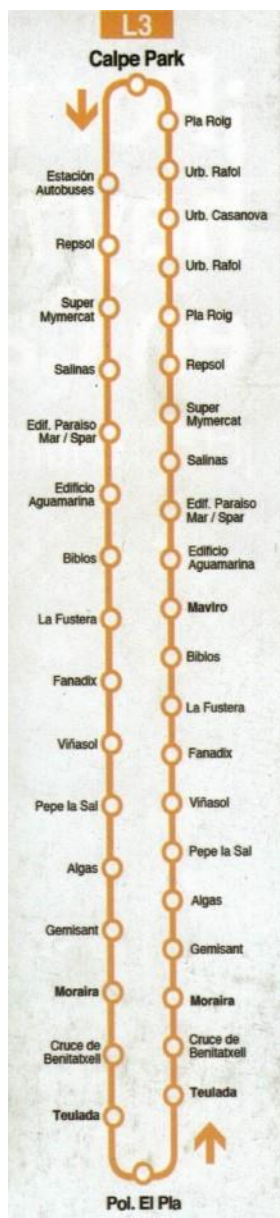 L3
Calpe Park
Estación
Autobuses
Repsol
Super
Mymercat
Salinas
Edif. Paraiso
Mar / Spar
Edificio
Aguamarina
Biblos
La Fustera
Fanadix
Viñasol
Pepe la Sal
Algas
Gemisant
Moraira
Cruce de
Benitatxell
Teulada
Pla Roig
Urb. Rafol
Urb. Casanova
Urb. Rafol
Pla Roig
Repsol
Super
Mymercat
Salinas
Edif. Paraiso
Mar / Spar
Edificio
Aguamarina
Maviro
Biblos
La Fustera
Fanadix
Viñasol
Pepe la Sal
Algas
Gemisant
Moraira
Cruce de
Benitatxell
Teulada
Pol. El Pla